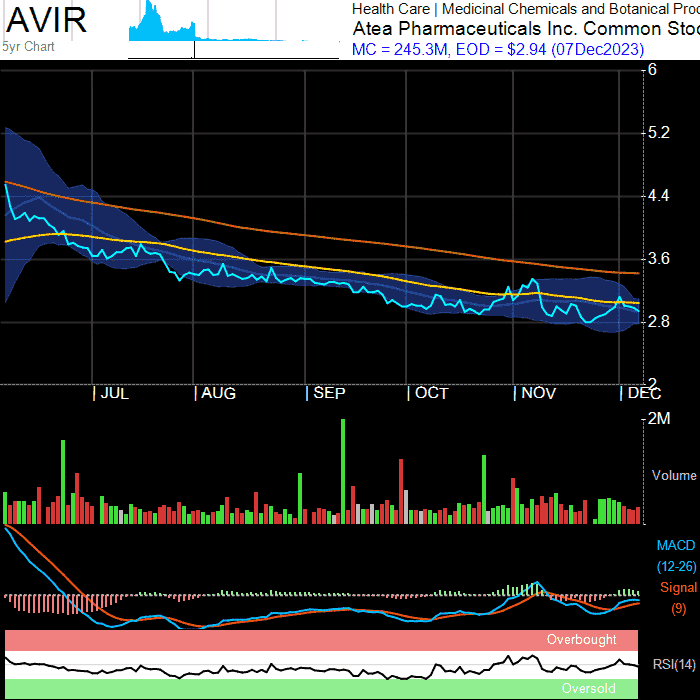 AVIR
5yr Chart
Health Care | Medicinal Chemicals and Botanical Proc
Atea Pharmaceuticals Inc. Common Stoc
MC = 245.3M, EOD = $2.94 (07Dec2023)
6
5.2
4.4
3.6
2.8
2
| JUL | AUG | SEP | OCT | NOV | DEC
2M
Volume
MACD
(12-26)
Signal
(9)
Overbought
RSI(14)
Oversold